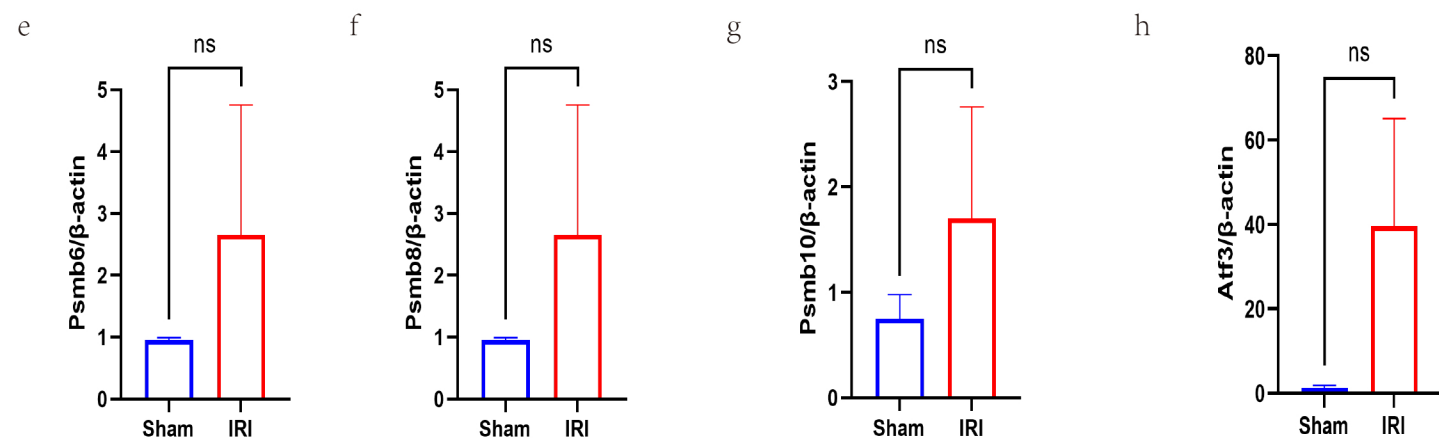 e
ns
Psmb6/β-actin
5
4
3
2
1
0
Sham IRI
f
ns
Psmb8/β-actin
5
4
3
2
1
0
Sham IRI
g
ns
Psmb10/β-actin
3
2
1
0
Sham IRI
h
ns
Atf3/β-actin
80
60
40
20
0
Sham IRI